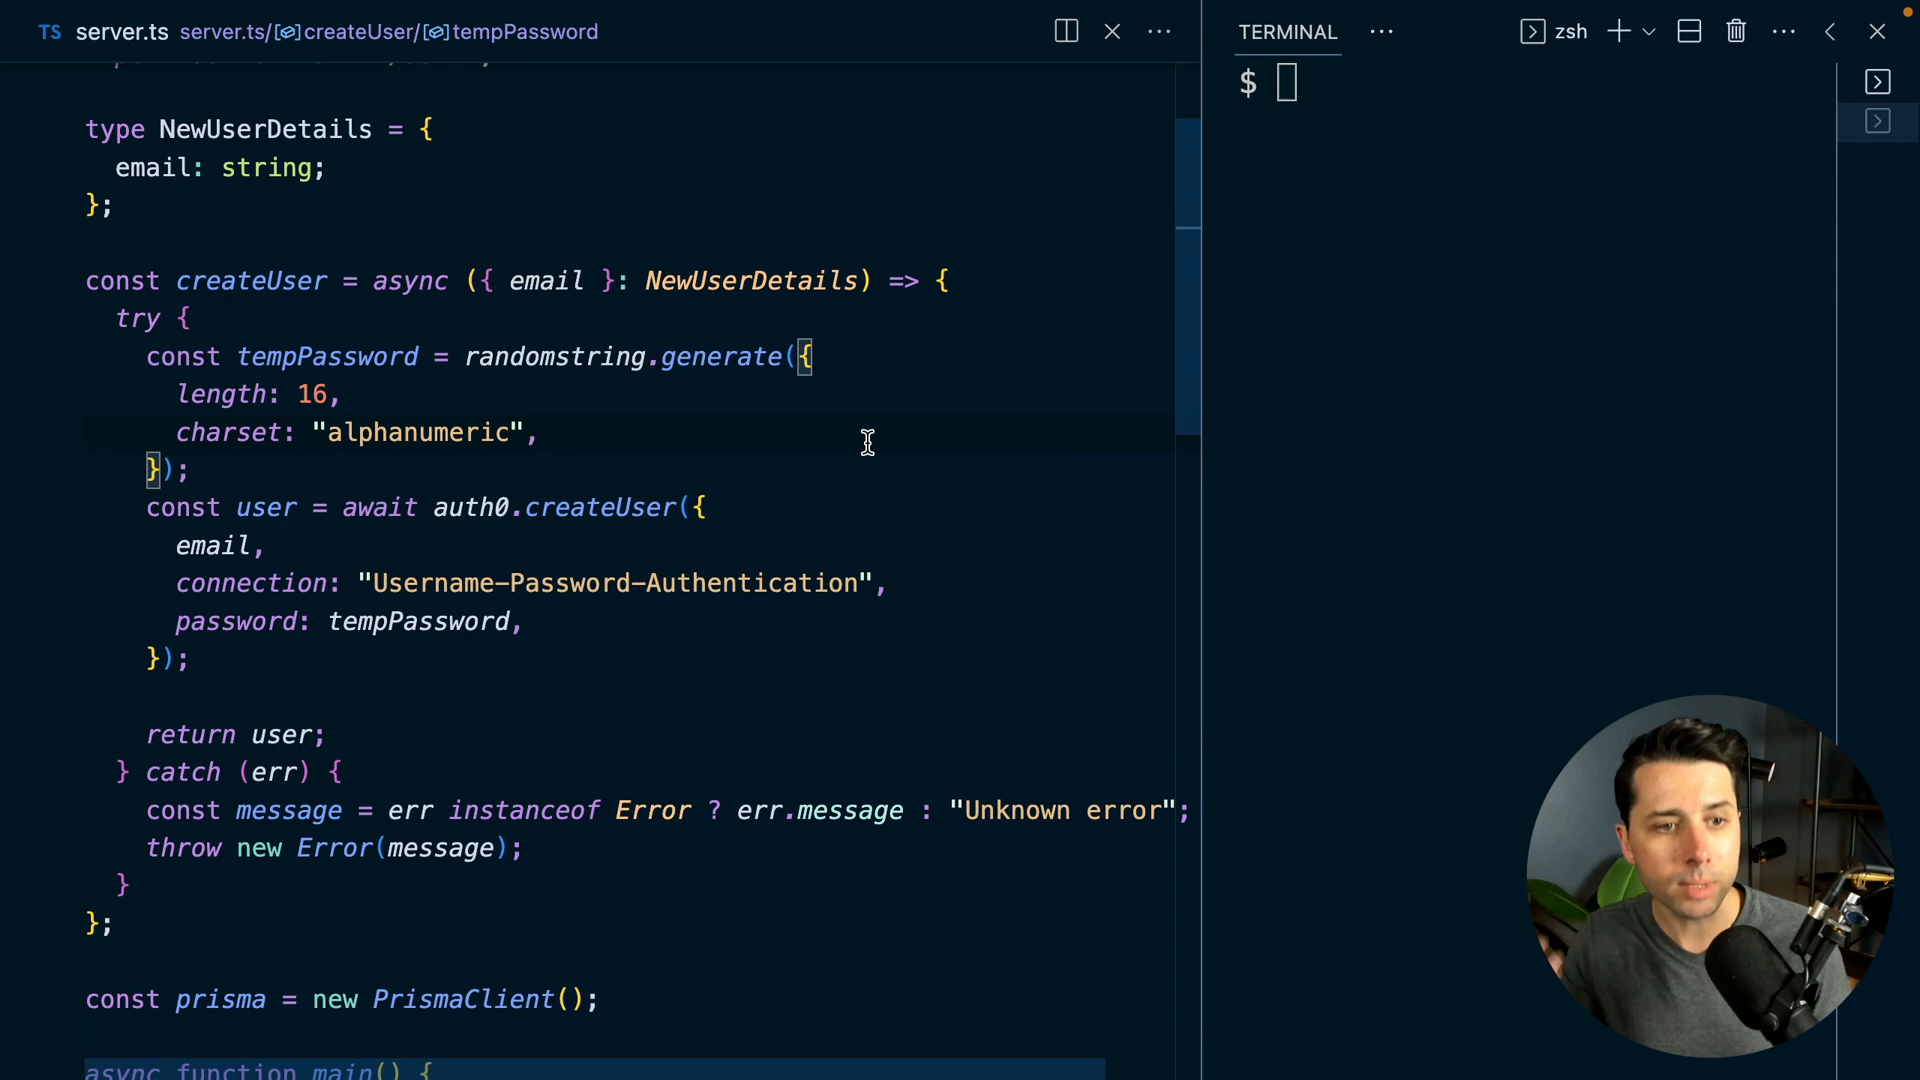 TS server.ts server.ts/createUser/tempPassword
type NewUserDetails = {
email: string;
};
const createUser = async ({ email }: NewUserDetails) => {
try {
const tempPassword = randomstring.generate({
length: 16,
charset: "alphanumeric",
});
const user = await auth0.createUser({
email,
connection: "Username-Password-Authentication",
password: tempPassword,
});
return user;
} catch (err) {
const message = err instanceof Error ? err.message : "Unknown error";
throw new Error(message);
}
};
const prisma = new PrismaClient();
async function main() {
TERMINAL
zsh
$